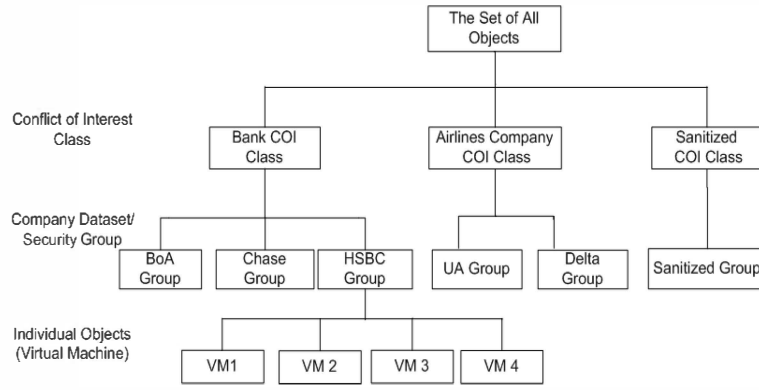 The Set of All
Objects
Conflict of Interest
Class
Bank COI
Class
Airlines Company
COI Class
Sanitized
COI Class
Company Dataset/
Security Group
BoA
Group
Chase
Group
HSBC
Group
UA Group
Delta
Group
Sanitized Group
Individual Objects
(Virtual Machine)
VM1
VM 2
VM 3
VM 4